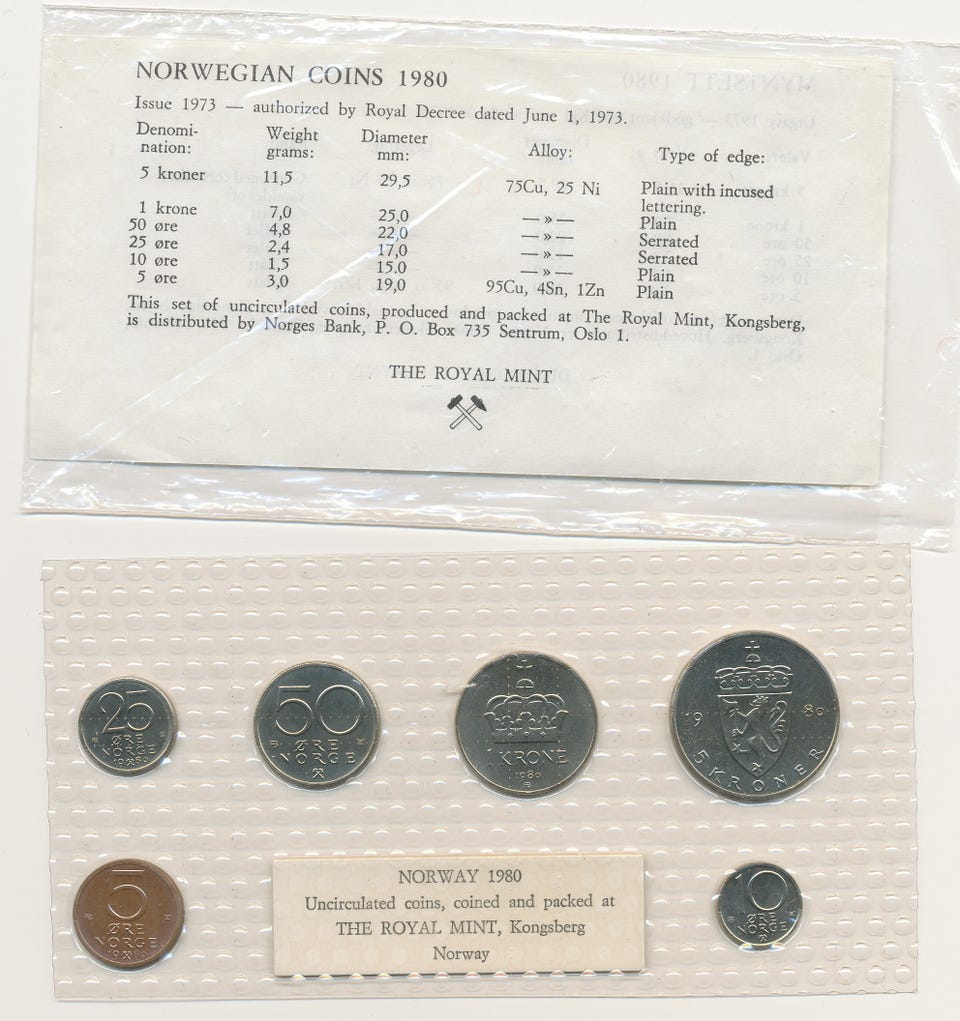 NORWEGIAN COINS 1980
Issue 1973 — authorized by Royal Decree dated June 1, 1973.
Denomi-nation: Weight grams: Diameter mm: Alloy: Type of edge:
5 kroner 11,5 29,5 75Cu, 25 Ni Plain with incused lettering.
1 krone 7,0 25,0 — » — Plain
50 øre 4,8 22,0 — » — Serrated
25 øre 2,4 17,0 — » — Serrated
10 øre 1,5 15.0 — » — Plain
5 øre 3,0 19,0 95Cu, 4Sn, 1Zn Plain
This set of uncirculated coins, produced and packed at The Royal Mint, Kongsberg,
is distributed by Norges Bank, P. O. Box 735 Sentrum, Oslo 1.
THE ROYAL MINT
25
ØRE
NORGE
1980
50
ØRE
NORGE
1 KRONE
1980
19 80
5 KRONER
5
ØRE
NORGE
1980
NORWAY 1980
Uncirculated coins, coined and packed at
THE ROYAL MINT, Kongsberg
Norway
10
ØRE
NORGE